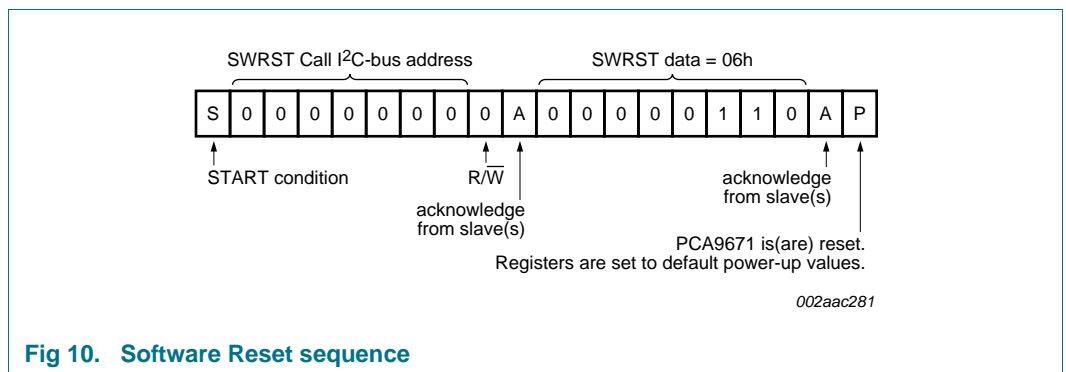 SWRST Call I2C-bus address SWRST data = 06h
S 0 0 0 0 0 0 0 0 A 0 0 0 0 0 1 1 0 A P
START condition R/W̅ acknowledge
acknowledge from slave(s)
from slave(s)
PCA9671 is(are) reset.
Registers are set to default power-up values.
002aac281
Fig 10. Software Reset sequence